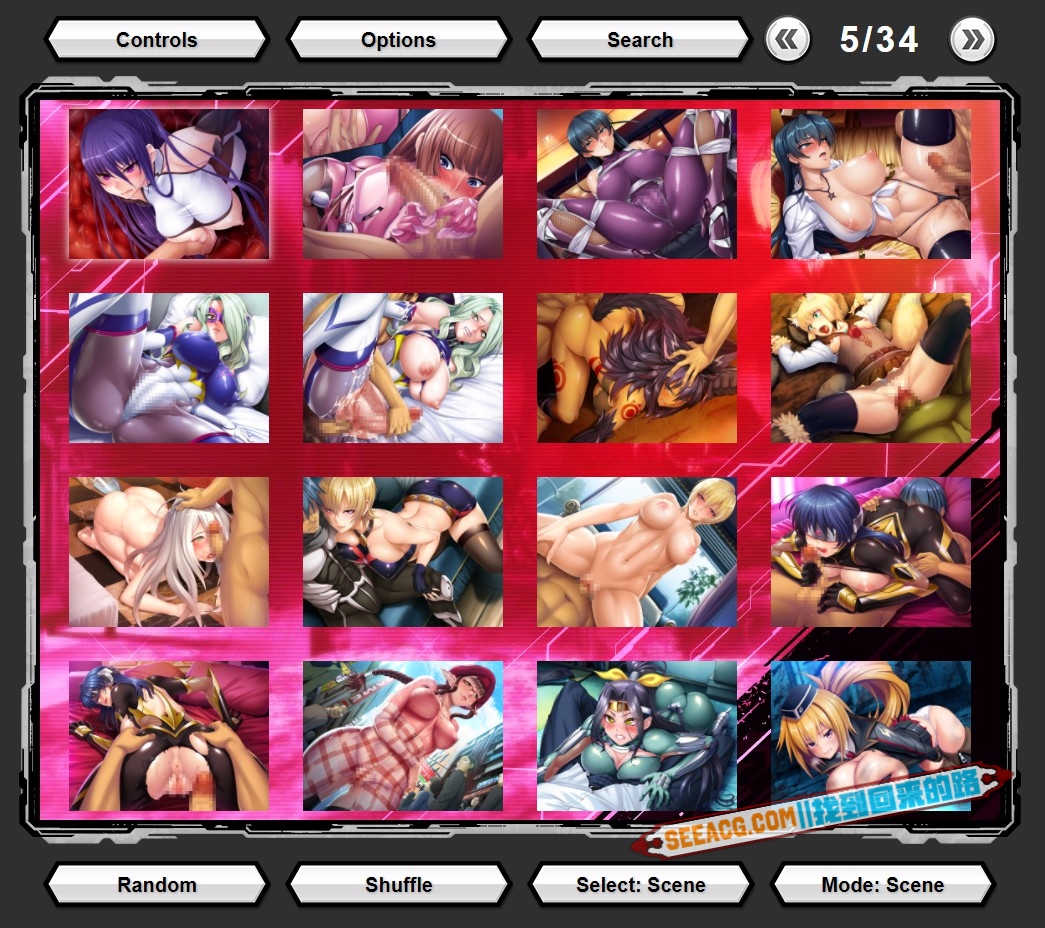 Controls
Options
Search
5/34
SEEACG.COM||找到回来的路
Random
Shuffle
Select: Scene
Mode: Scene